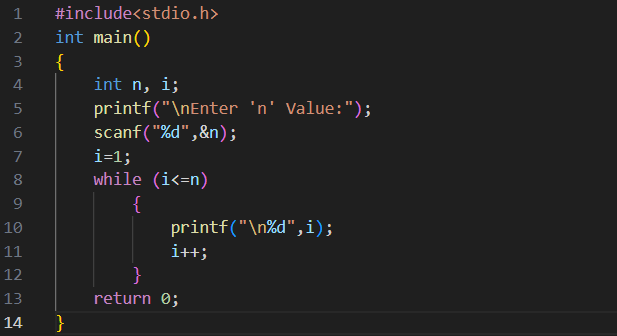 1 #include<stdio.h>
2 int main()
3 {
4     int n, i;
5     printf("\nEnter 'n' Value:");
6     scanf("%d",&n);
7     i=1;
8     while (i<=n)
9         {
10             printf("\n%d",i);
11             i++;
12         }
13     return 0;
14 }